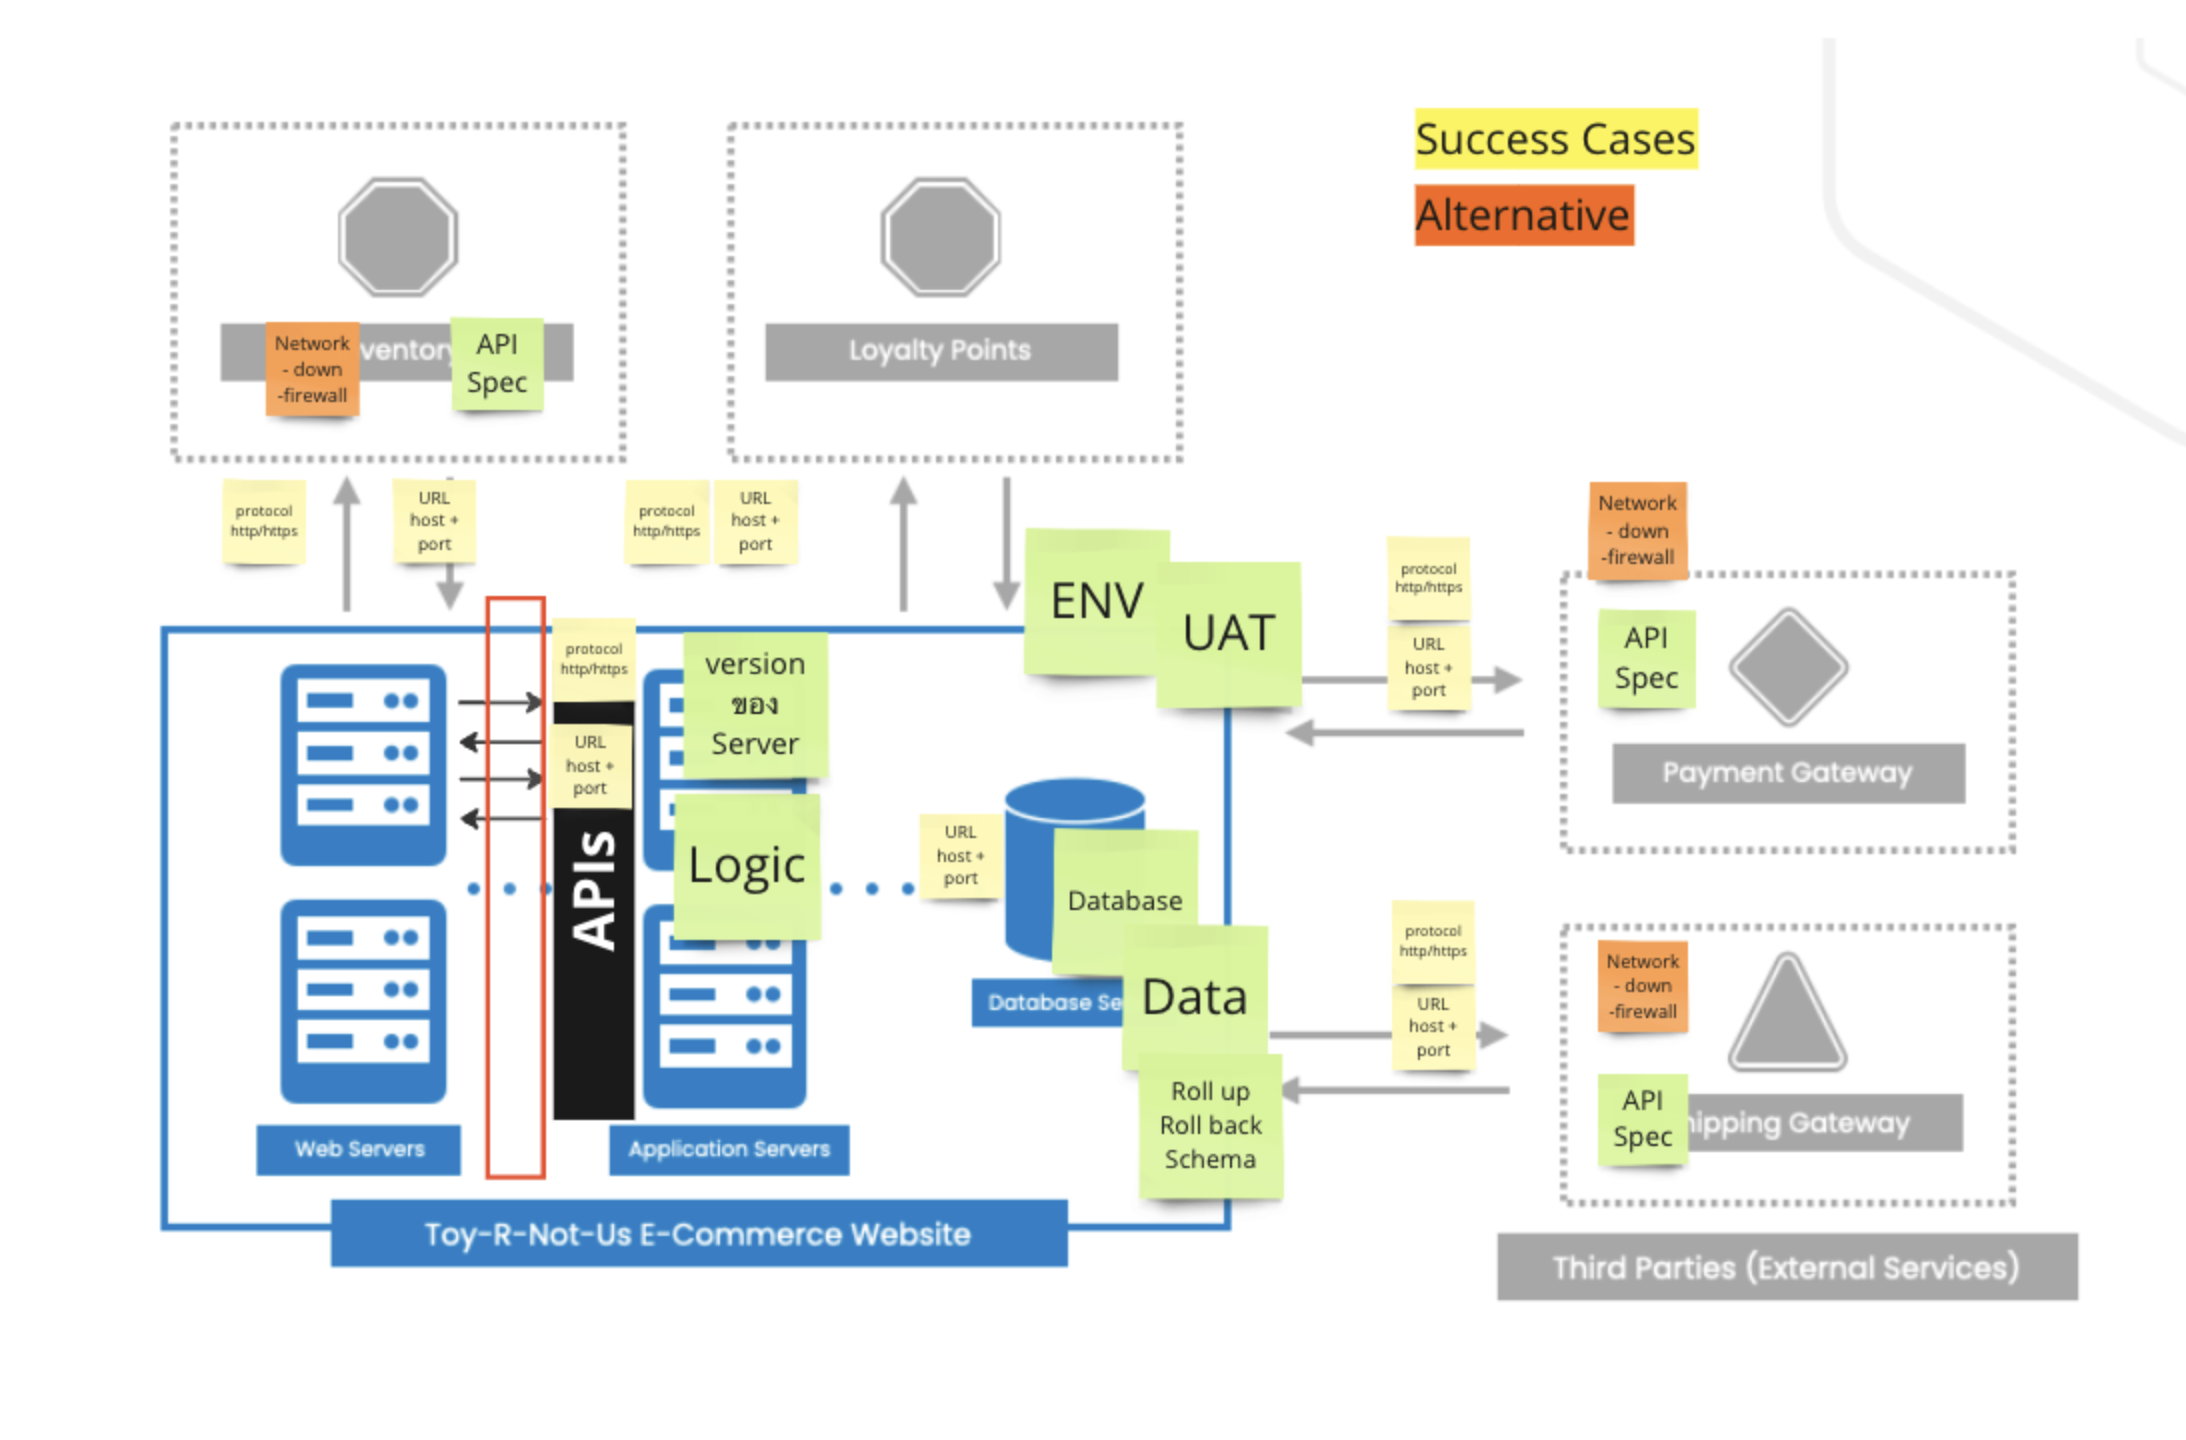 Success Cases
Alternative
Network
- down
-firewall
ventory
API
Spec
Loyalty Points
protocol
http/https
URL
host +
port
protocol
http/https
URL
host +
port
ENV
UAT
protocol
http/https
URL
host +
port
Network
- down
-firewall
API
Spec
Payment Gateway
protocol
http/https
URL
host +
port
APIs
version
ของ
Server
Logic
URL
host +
port
Database
Database Se
Data
Roll up
Roll back
Schema
protocol
http/https
URL
host +
port
Network
- down
-firewall
API
Spec
hipping Gateway
Web Servers
Application Servers
Toy-R-Not-Us E-Commerce Website
Third Parties (External Services)